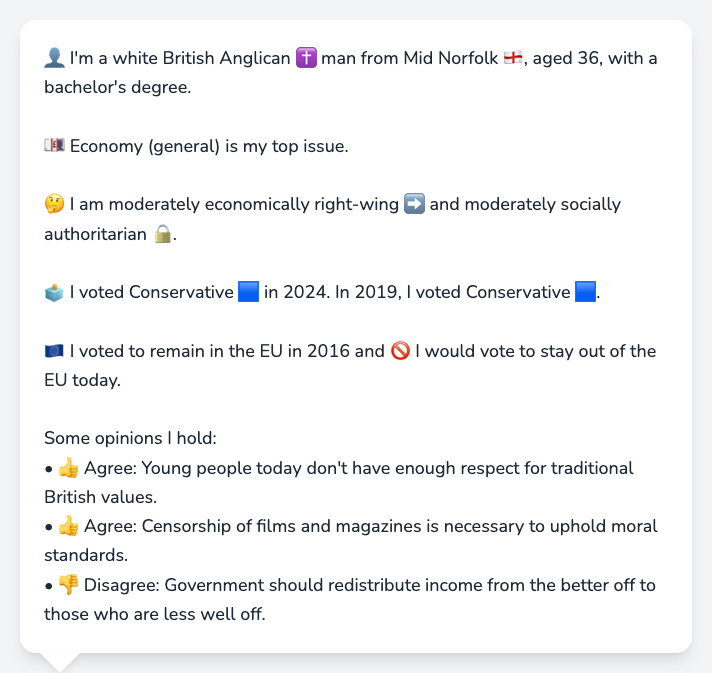 👤 I'm a white British Anglican ✝️ man from Mid Norfolk 🏴󠁧󠁢󠁥󠁮󠁧󠁿, aged 36, with a
bachelor's degree.
💷 Economy (general) is my top issue.
🤔 I am moderately economically right-wing ➡️ and moderately socially
authoritarian 🔒.
🗳️ I voted Conservative 🟦 in 2024. In 2019, I voted Conservative 🟦.
🇪🇺 I voted to remain in the EU in 2016 and 🚫 I would vote to stay out of the
EU today.
Some opinions I hold:
• 👍 Agree: Young people today don't have enough respect for traditional
British values.
• 👍 Agree: Censorship of films and magazines is necessary to uphold moral
standards.
• 👎 Disagree: Government should redistribute income from the better off to
those who are less well off.